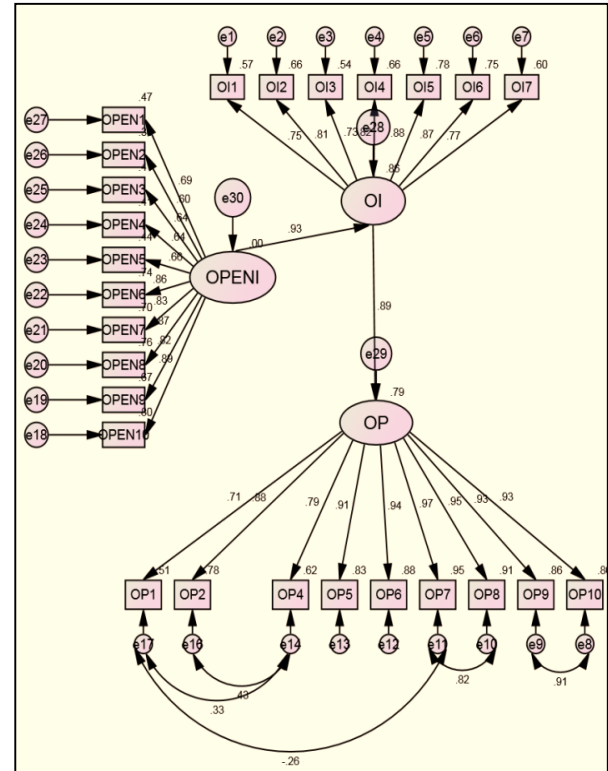 e1 e2 e3 e4 e5 e6 e7
.57 .66 .54 .66 .78 .75 .60
OI1 OI2 OI3 OI4 OI5 OI6 OI7
e28
.75 .81 .73 .88 .87 .77
.85
OI
e30
.93
.00
OPENI
.47
e27 OPEN1
e26 OPEN2
e25 OPEN3
e24 OPEN4
.44
e23 OPEN5
.74
e22 OPEN6
.70
e21 OPEN7
.76
e20 OPEN8
.67
e19 OPEN9
.80
e18 OPEN10
.69
.60
.64
.64
.66
.86
.83
.87
.82
.89
.89
e29
.79
OP
.71 .88 .79 .91 .94 .97 .95 .93 .93
.51 .78 .62 .83 .88 .95 .91 .86
OP1 OP2 OP4 OP5 OP6 OP7 OP8 OP9 OP10
e17 e16 e14 e13 e12 e11 e10 e9 e8
.43 .82 .91
.33
-.26